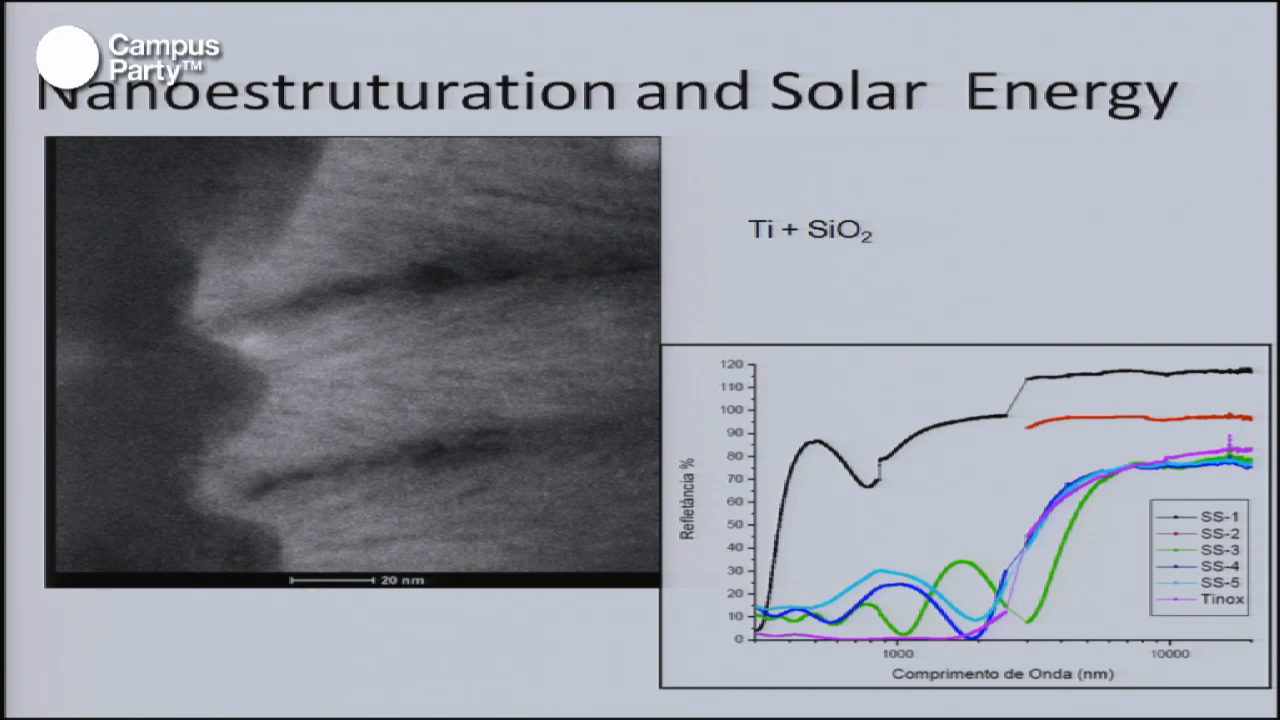 Campus
Party™
Nanoestruturation and Solar Energy
Ti + SiO₂
20 nm
120
110
100
90
80
70
60
50
40
30
20
10
0
Refletância %
SS-1
SS-2
SS-3
SS-4
SS-5
Tinox
1000
10000
Comprimento de Onda (nm)